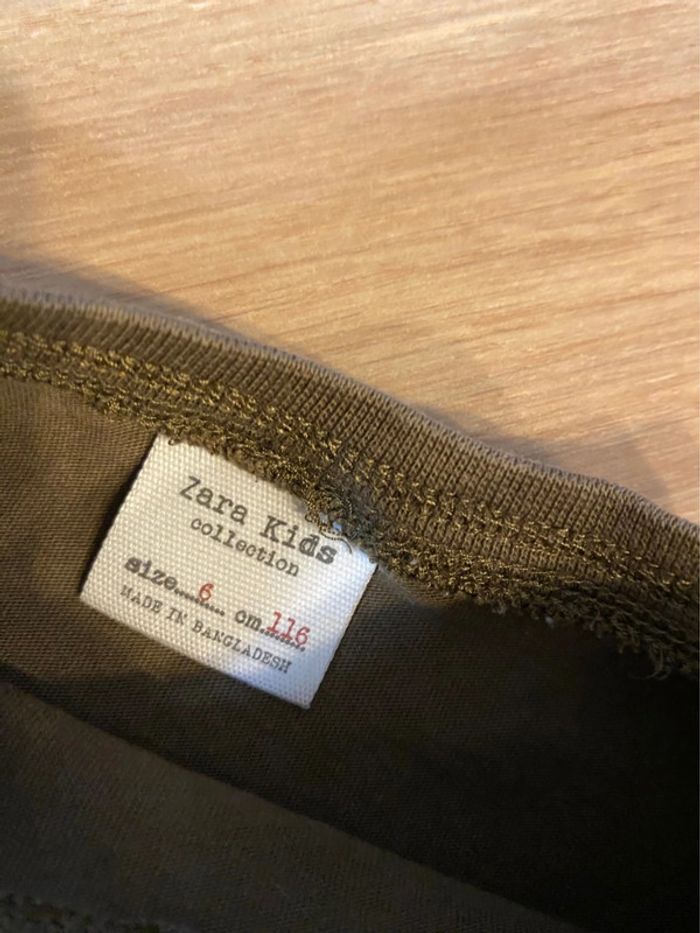 Zara Kids
collection
size.........6.... cm.116........
MADE IN BANGLADESH